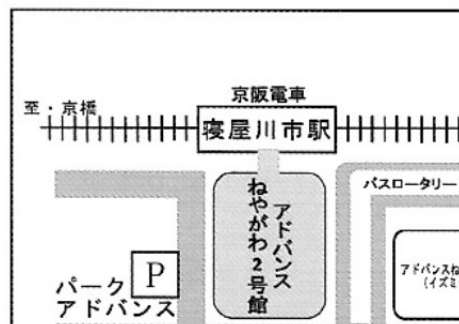 京阪電車
至・京橋
寝屋川市駅
バスロータリー
アドバンス
ねやがわ2号館
P
パーク
アドバンス
アドバンスね
(イズミ